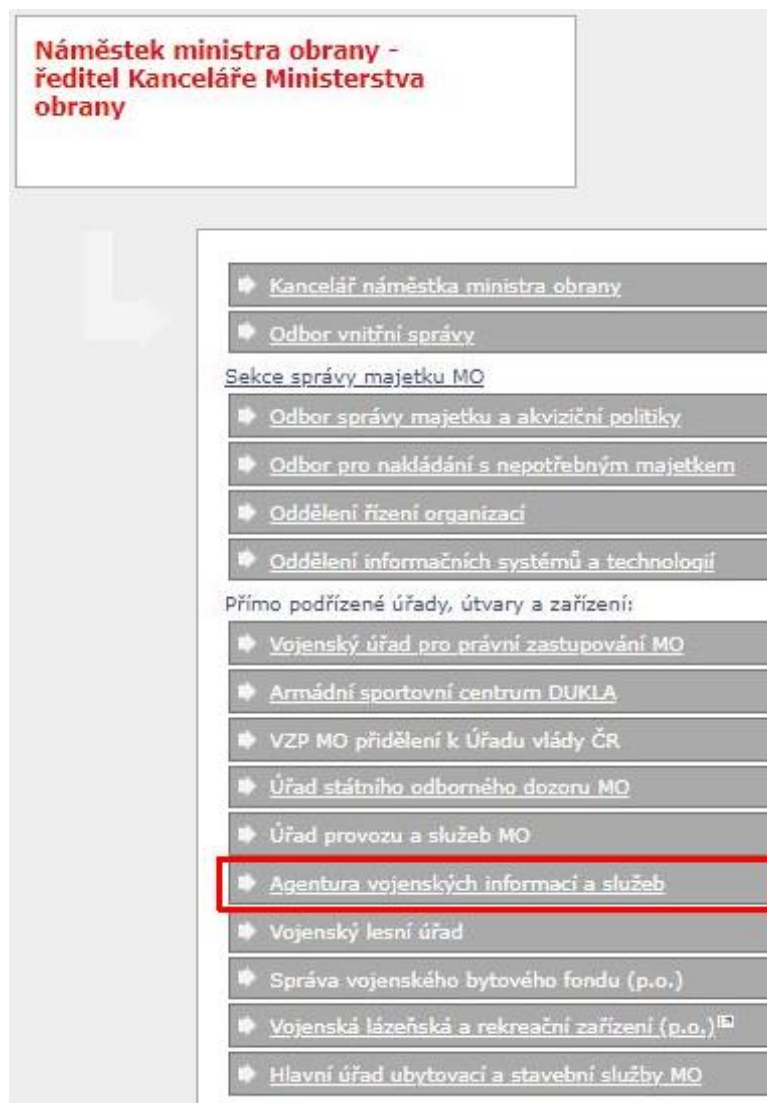 Náměstek ministra obrany -
ředitel Kanceláře Ministerstva
obrany
Kancelář náměstka ministra obrany
Odbor vnitřní správy
Sekce správy majetku MO
Odbor správy majetku a akviziční politiky
Odbor pro nakládání s nepotřebným majetkem
Oddělení řízení organizací
Oddělení informačních systémů a technologií
Přímo podřízené úřady, útvary a zařízení:
Vojenský úřad pro právní zastupování MO
Armádní sportovní centrum DUKLA
VZP MO přidělení k Úřadu vlády ČR
Úřad státního odborného dozoru MO
Úřad provozu a služeb MO
Agentura vojenských informací a služeb
Vojenský lesní úřad
Správa vojenského bytového fondu (p.o.)
Vojenská lázeňská a rekreační zařízení (p.o.)
Hlavní úřad ubytovací a stavební služby MO